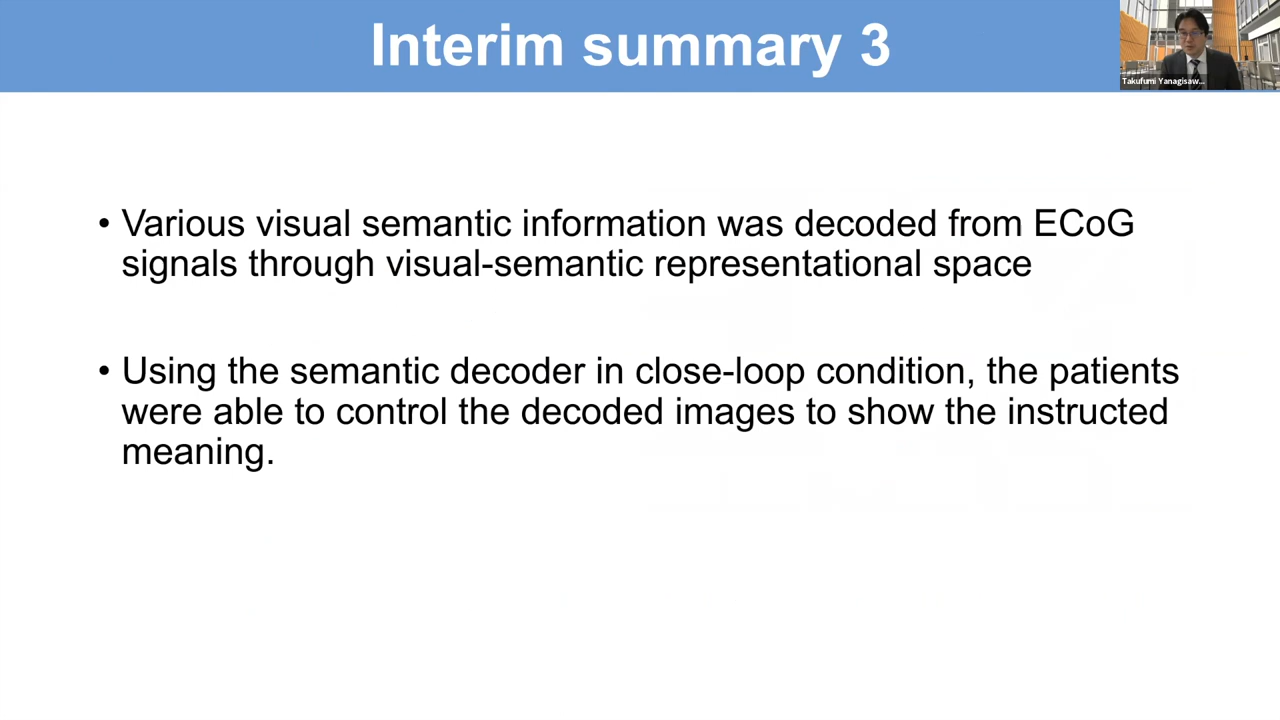 Interim summary 3
Takufumi Yanagisaw...
• Various visual semantic information was decoded from ECoG
signals through visual-semantic representational space
• Using the semantic decoder in close-loop condition, the patients
were able to control the decoded images to show the instructed
meaning.